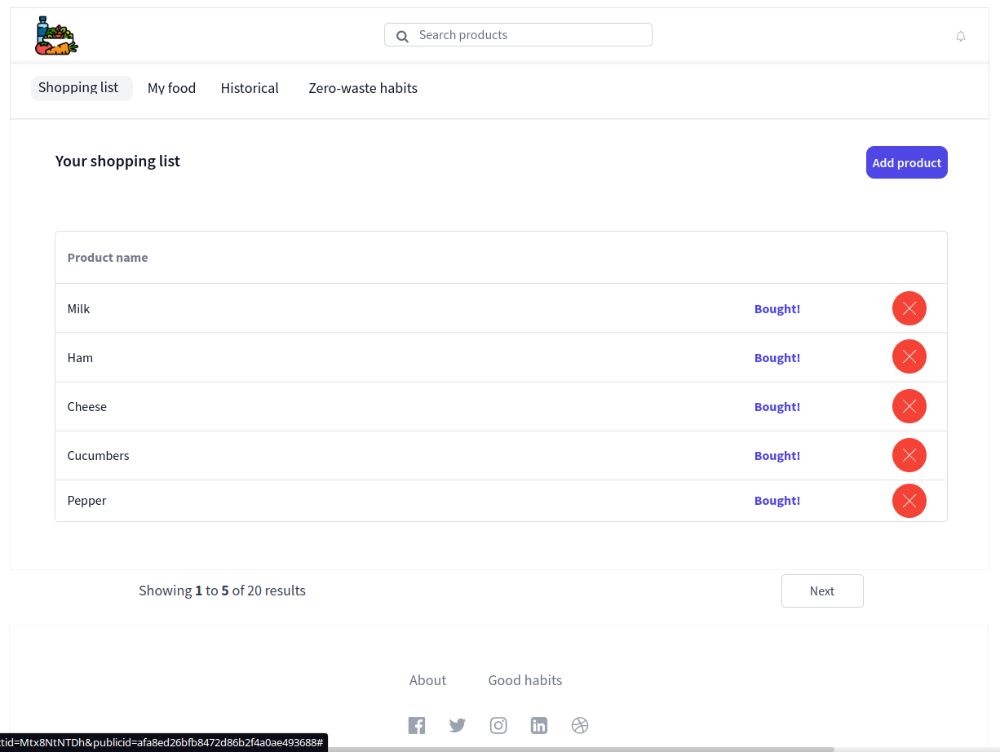 Search products
Shopping list My food Historical Zero-waste habits
Your shopping list
Add product
Product name
Milk Bought!
Ham Bought!
Cheese Bought!
Cucumbers Bought!
Pepper Bought!
Showing 1 to 5 of 20 results Next
About Good habits
tid=Mtx8NtNTDh&publicid=afa8ed26bfb8472d86b2f4a0ae493688#